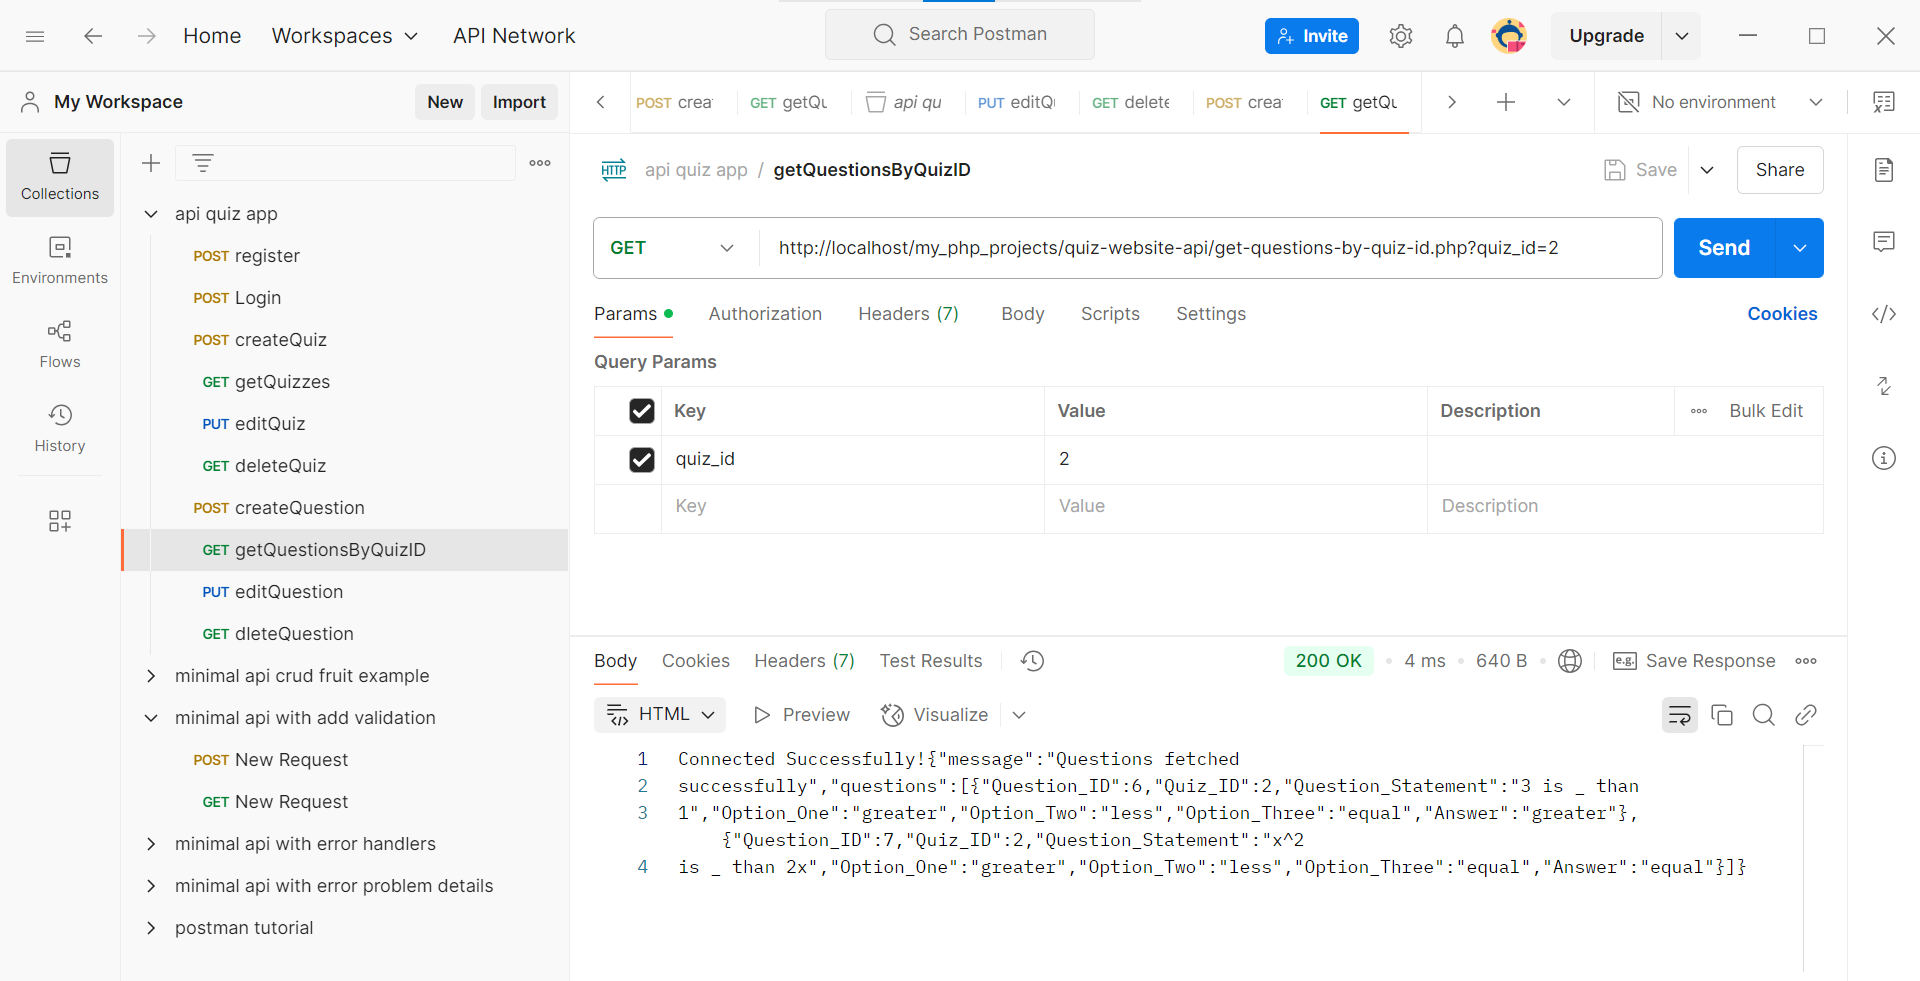 Home
Workspaces
API Network
Search Postman
Invite
Upgrade
My Workspace
New
Import
POST crea
GET getQu
api qu
PUT editQ
GET delete
POST crea
GET getQu
No environment
Collections
Environments
Flows
History
api quiz app
POST register
POST Login
POST createQuiz
GET getQuizzes
PUT editQuiz
GET deleteQuiz
POST createQuestion
GET getQuestionsByQuizID
PUT editQuestion
GET dleteQuestion
minimal api crud fruit example
minimal api with add validation
POST New Request
GET New Request
minimal api with error handlers
minimal api with error problem details
postman tutorial
HTTP api quiz app / getQuestionsByQuizID
Save
Share
GET
http://localhost/my_php_projects/quiz-website-api/get-questions-by-quiz-id.php?quiz_id=2
Send
Params
Authorization
Headers (7)
Body
Scripts
Settings
Cookies
Query Params
Key
Value
Description
Bulk Edit
quiz_id
2
Key
Value
Description
Body
Cookies
Headers (7)
Test Results
200 OK
4 ms
640 B
e.g. Save Response
HTML
Preview
Visualize
1 Connected Successfully!{"message":"Questions fetched
2 successfully","questions":[{"Question_ID":6,"Quiz_ID":2,"Question_Statement":"3 is _ than
3 1","Option_One":"greater","Option_Two":"less","Option_Three":"equal","Answer":"greater"},
{"Question_ID":7,"Quiz_ID":2,"Question_Statement":"x^2
4 is _ than 2x","Option_One":"greater","Option_Two":"less","Option_Three":"equal","Answer":"equal"}]}